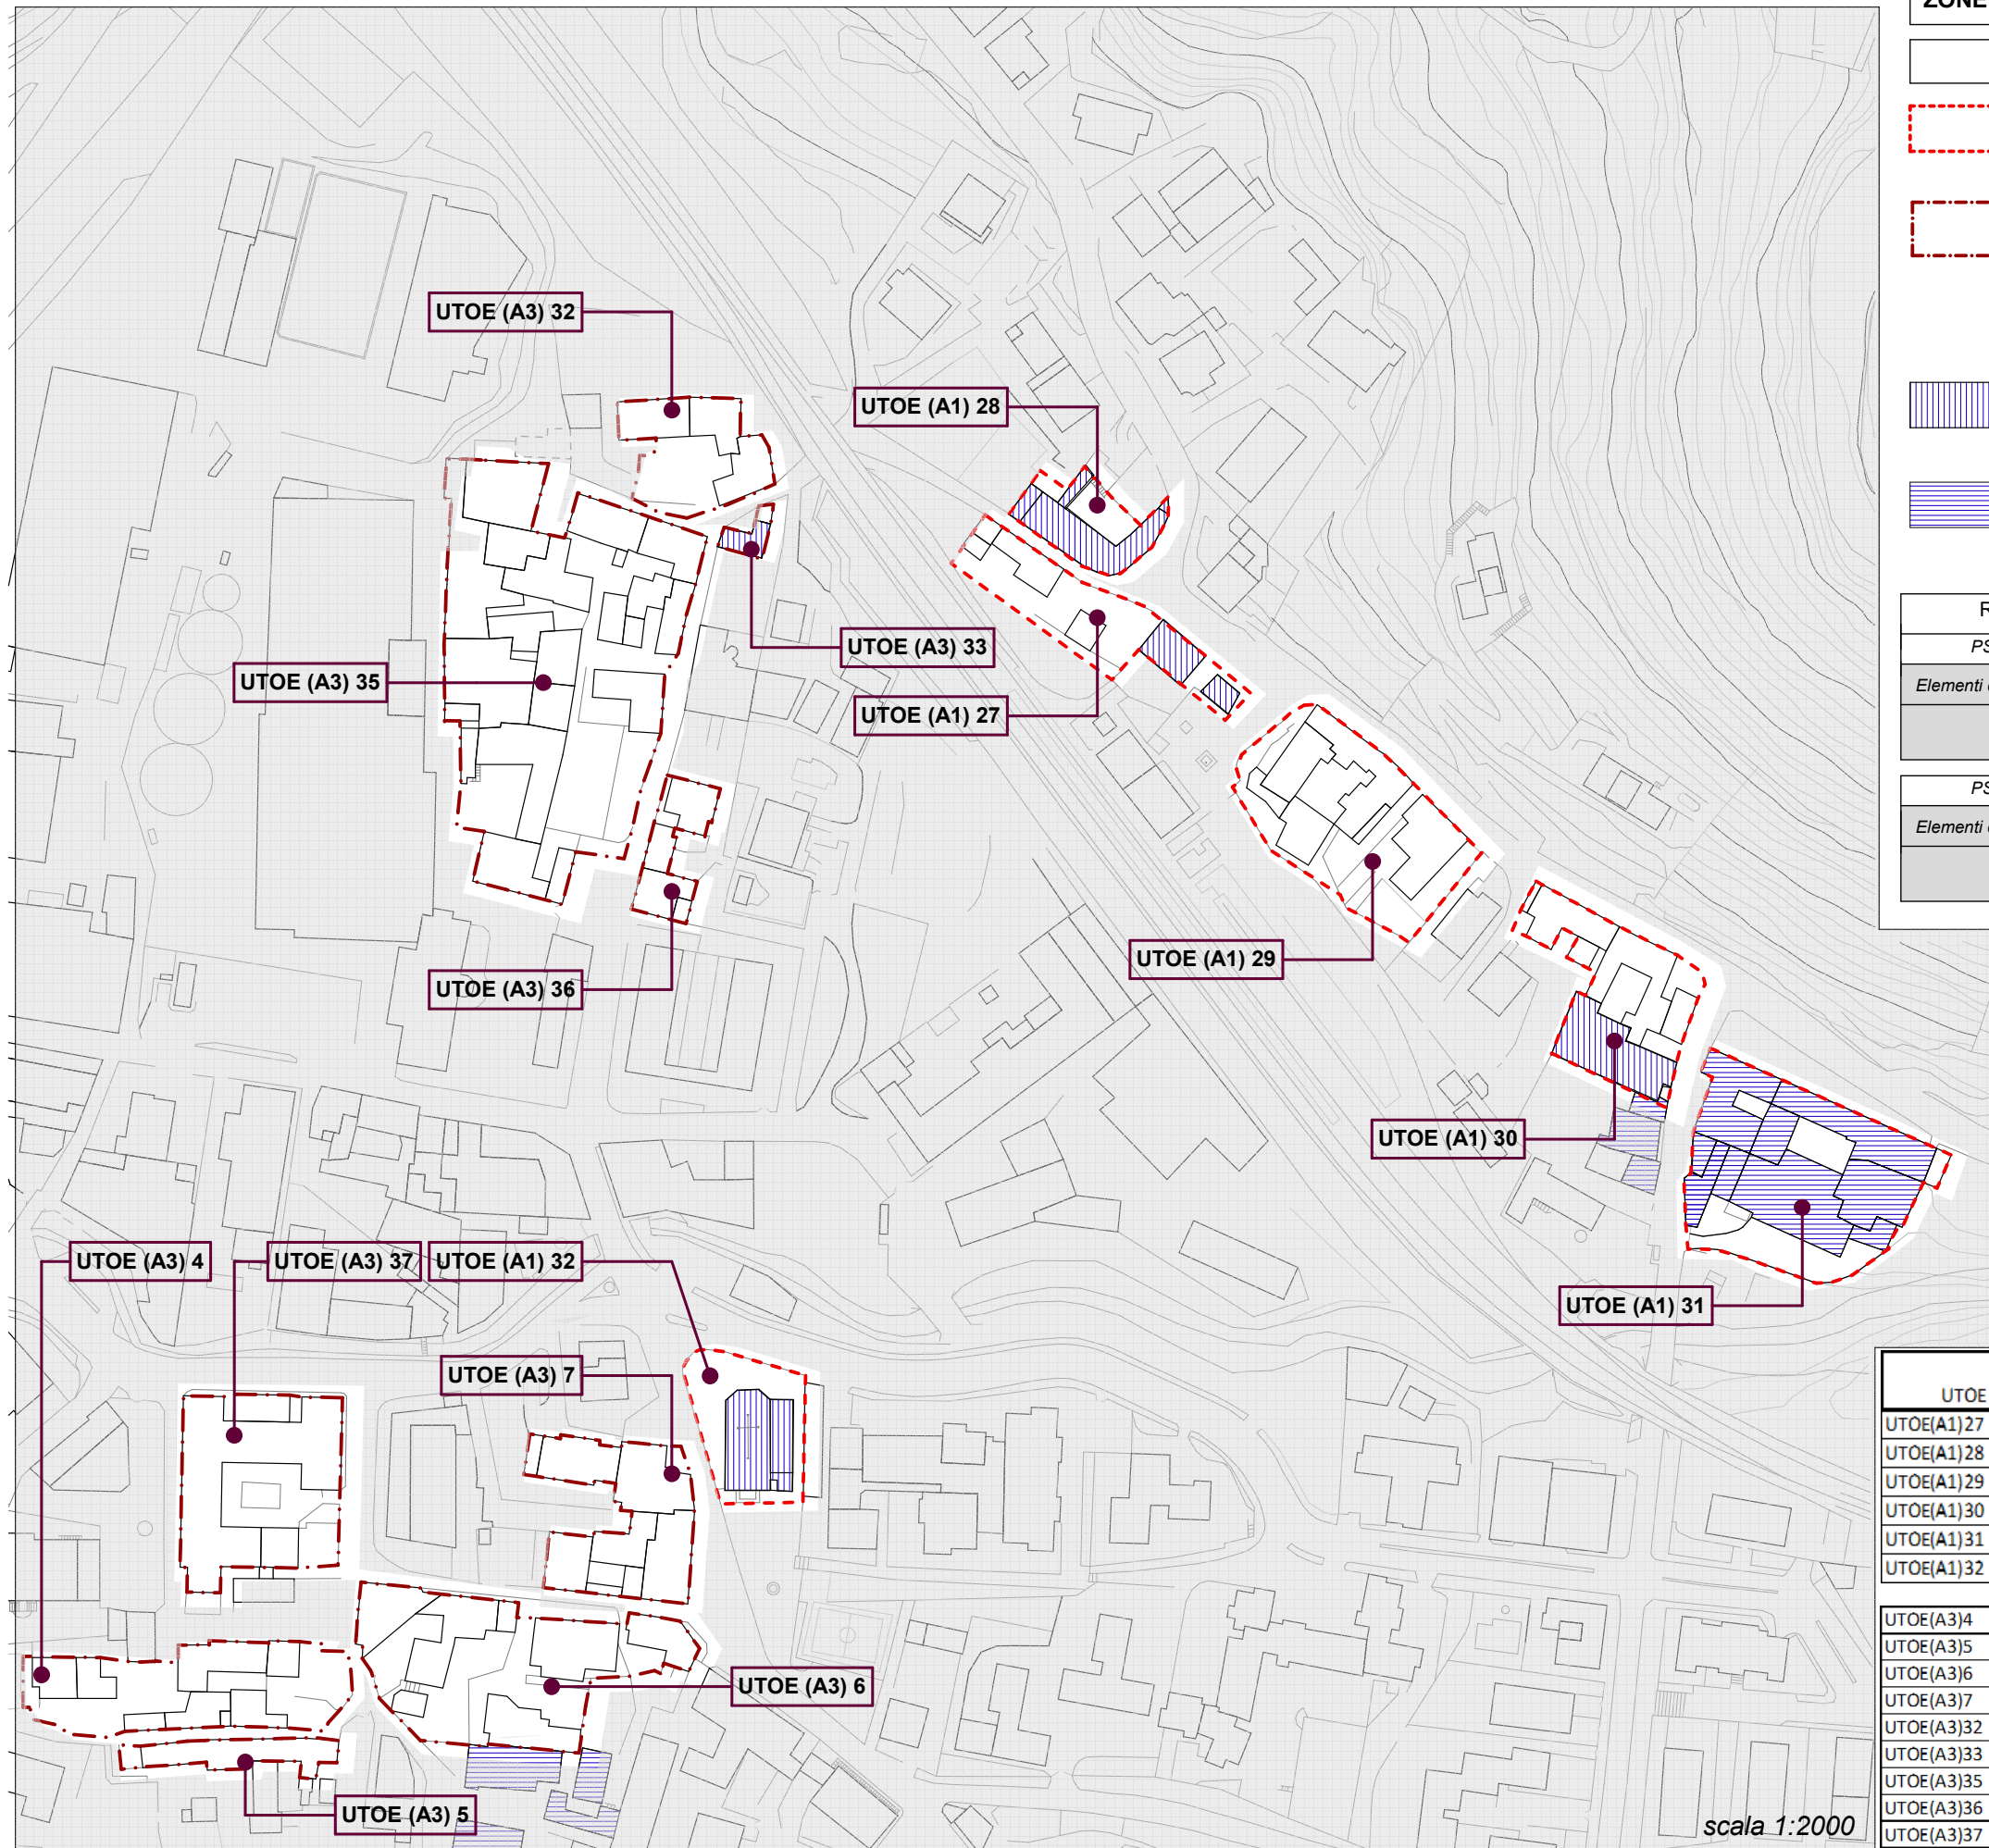 ZONE
UTOE (A3) 32
UTOE (A1) 28
UTOE (A3) 33
UTOE (A3) 35
UTOE (A1) 27
UTOE (A1) 29
UTOE (A3) 36
UTOE (A1) 30
UTOE (A3) 4
UTOE (A3) 37
UTOE (A1) 32
UTOE (A1) 31
UTOE (A3) 7
UTOE (A3) 6
UTOE (A3) 5
scala 1:2000
R
PS
Elementi
PS
Elementi
UTOE
UTOE(A1)27
UTOE(A1)28
UTOE(A1)29
UTOE(A1)30
UTOE(A1)31
UTOE(A1)32
UTOE(A3)4
UTOE(A3)5
UTOE(A3)6
UTOE(A3)7
UTOE(A3)32
UTOE(A3)33
UTOE(A3)35
UTOE(A3)36
UTOE(A3)37